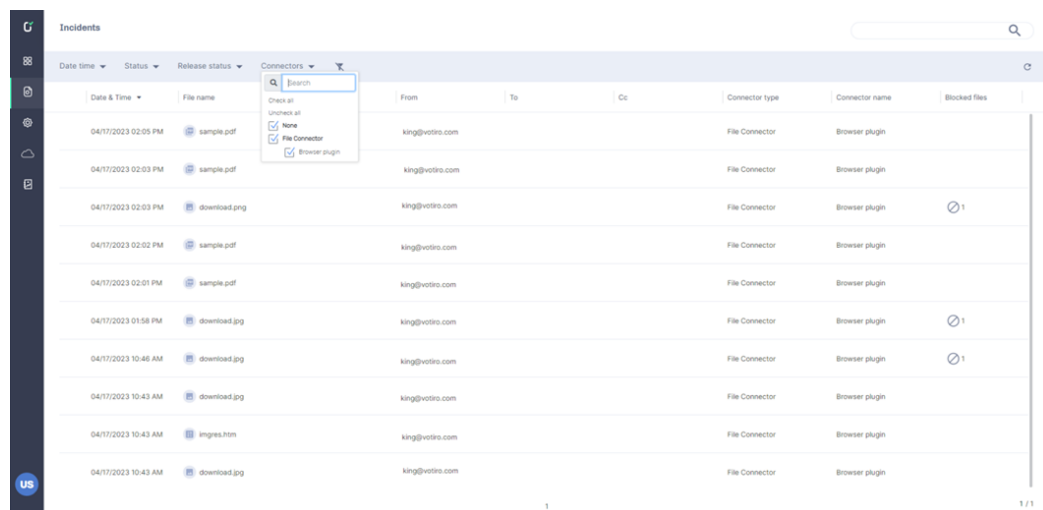 Incidents
Date time Status Release status Connectors
Search
Check all
Uncheck all
None
File Connector
Browser plugin
Date & Time File name From To Cc Connector type Connector name Blocked files
04/17/2023 02:05 PM sample.pdf king@votiro.com File Connector Browser plugin
04/17/2023 02:03 PM sample.pdf king@votiro.com File Connector Browser plugin
04/17/2023 02:03 PM download.png king@votiro.com File Connector Browser plugin 1
04/17/2023 02:02 PM sample.pdf king@votiro.com File Connector Browser plugin
04/17/2023 02:01 PM sample.pdf king@votiro.com File Connector Browser plugin
04/17/2023 01:58 PM download.jpg king@votiro.com File Connector Browser plugin 1
04/17/2023 10:46 AM download.jpg king@votiro.com File Connector Browser plugin 1
04/17/2023 10:43 AM download.jpg king@votiro.com File Connector Browser plugin
04/17/2023 10:43 AM imgres.htm king@votiro.com File Connector Browser plugin
04/17/2023 10:43 AM download.jpg king@votiro.com File Connector Browser plugin
US
1
1 / 1